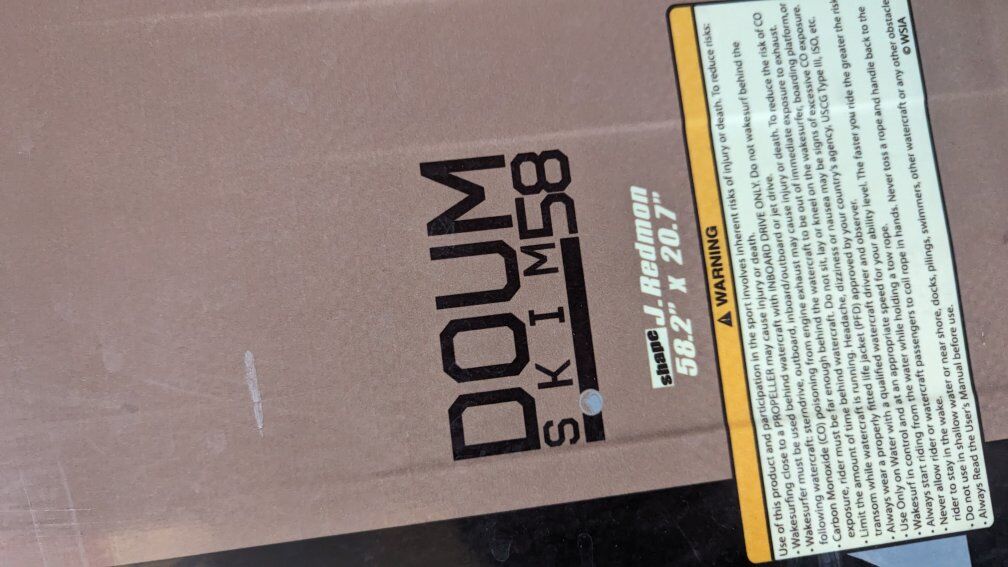 DOUM
SKIM58
shape J. Redmon
58.2" X 20.7"
WARNING
Use of this product and participation in the sport involves inherent risks of injury or death. To reduce risks:
• Wakesurfing close to a PROPELLER may cause injury or death.
• Wakesurfer must be used behind watercraft with INBOARD DRIVE ONLY. Do not wakesurf behind the
following watercraft: sterndrive, outboard, inboard/outboard or jet drive.
• Carbon Monoxide (CO) poisoning from engine exhaust may cause injury or death. To reduce the risk of CO
exposure, rider must be far enough behind the watercraft to be out of immediate exposure to exhaust.
• Limit the amount of time behind watercraft. Do not sit, lay or kneel on the wakesurfer, boarding platform, or
transom while watercraft is running. Headache, dizziness or nausea may be signs of excessive CO exposure.
• Always wear a properly fitted life jacket (PFD) approved by your country's agency, USCG Type III, ISO, etc.
• Use Only on Water with a qualified watercraft driver and observer.
• Wakesurf in control and at an appropriate speed for your ability level. The faster you ride the greater the risk
• Always start riding from the water while holding a tow rope.
• Never allow rider or watercraft passengers to coil rope in hands. Never toss a rope and handle back to the
rider to stay in the wake.
• Do not use in shallow water or near shore, docks, pilings, swimmers, other watercraft or any other obstacle
• Always Read the User's Manual before use.
© WSIA